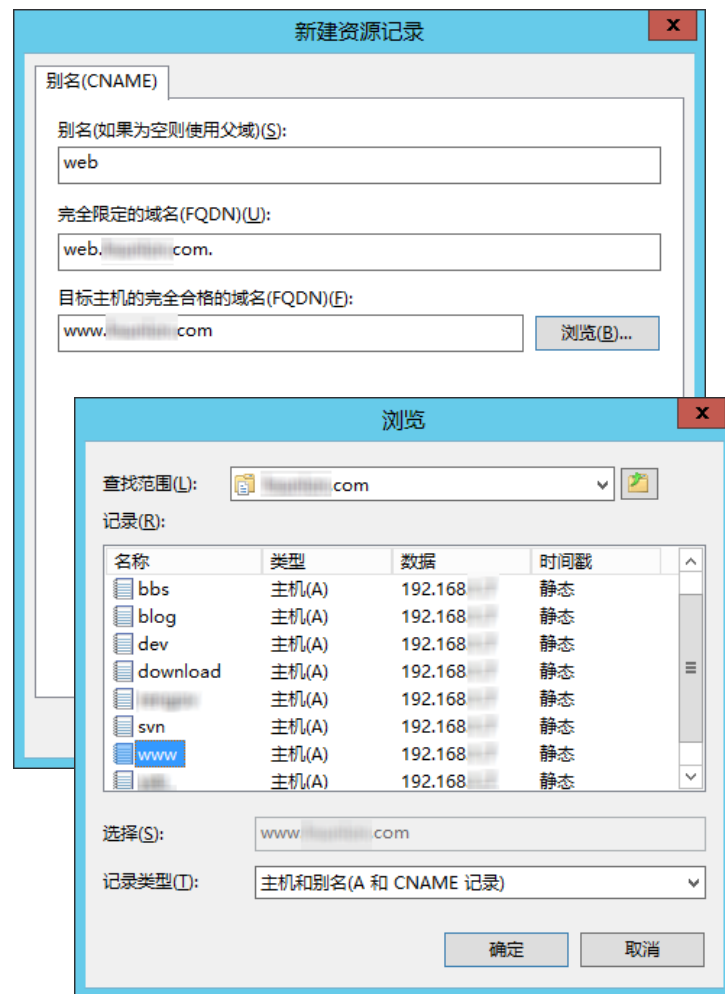 新建资源记录
x
别名(CNAME)
别名(如果为空则使用父域)(S):
web
完全限定的域名(FQDN)(U):
web. com.
目标主机的完全合格的域名(FQDN)(F):
www. com
浏览(B)...
浏览
x
查找范围(L):
.com
记录(R):
名称 类型 数据 时间戳
bbs 主机(A) 192.168 静态
blog 主机(A) 192.168 静态
dev 主机(A) 192.168 静态
download 主机(A) 192.168 静态
主机(A) 192.168 静态
svn 主机(A) 192.168 静态
www 主机(A) 192.168 静态
主机(A) 192.168 静态
选择(S):
www. .com
记录类型(T):
主机和别名(A 和 CNAME 记录)
确定
取消